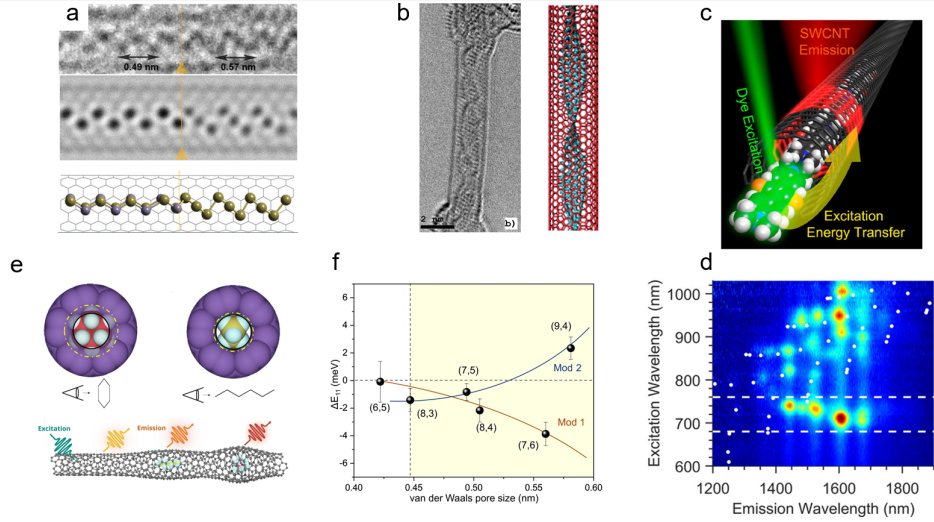 a
0.49 nm
0.57 nm
b
2 nm
b)
c
SWCNT
Emission
Dye Excitation
Excitation
Energy Transfer
e
Excitation
Emission
f
ΔE11 (meV)
6
4
2
0
-2
-4
-6
(6,5)
(8,3)
(7,5)
(8,4)
(7,6)
(9,4)
Mod 2
Mod 1
0.40
0.45
0.50
0.55
0.60
van der Waals pore size (nm)
d
Excitation Wavelength (nm)
1000
900
800
700
600
1200
1400
1600
1800
Emission Wavelength (nm)